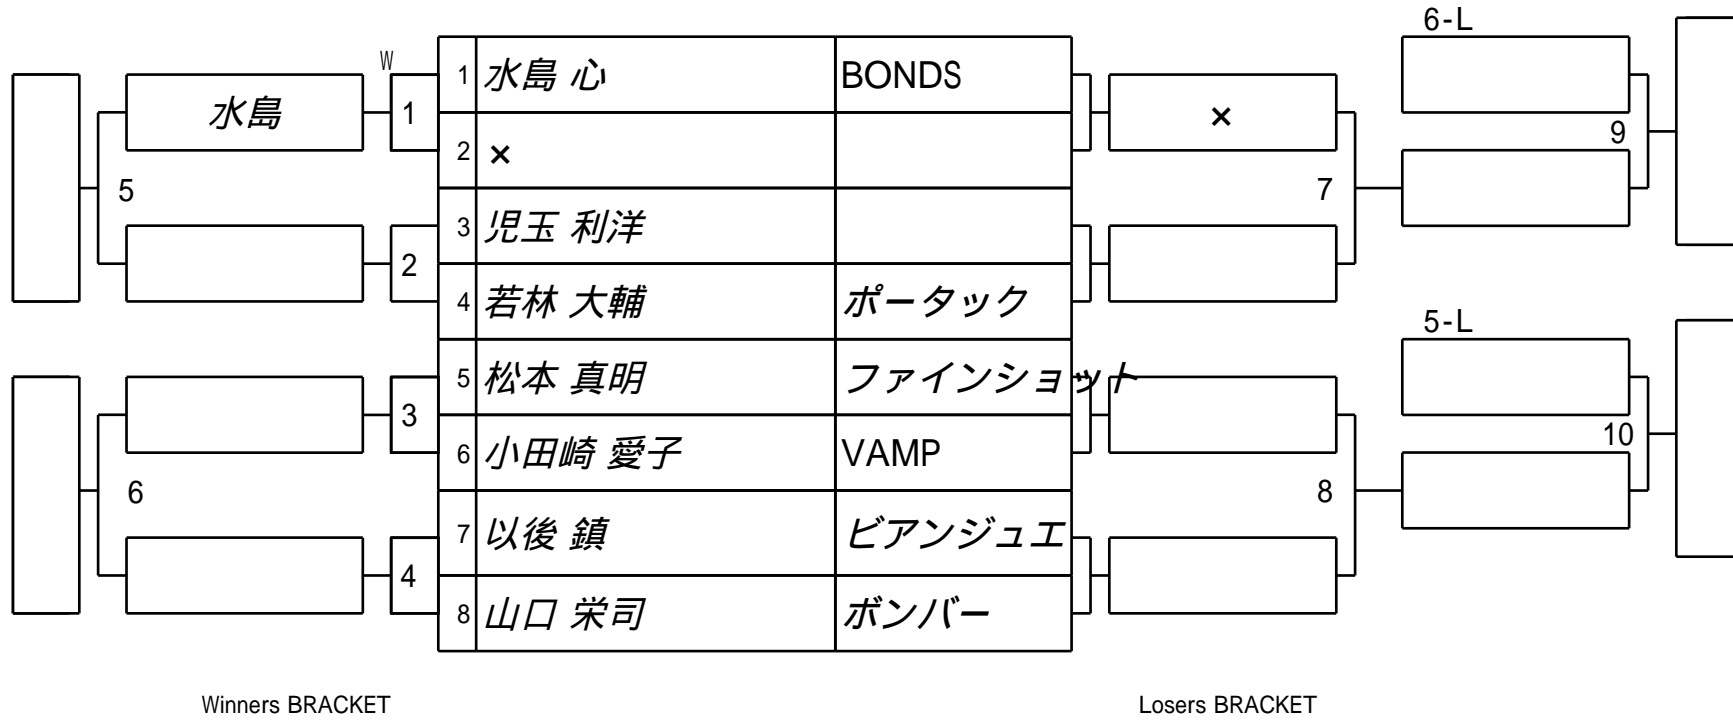 6-L
W
1 水島 心 BONDS
水島 1 ×
9
2 ×
5 7
3 児玉 利洋
2
4 若林 大輔 ポータック
5-L
5 松本 真明 ファインショット
3
10
6 小田崎 愛子 VAMP
6 8
7 以後 鎮 ビアンジュエ
4
8 山口 栄司 ボンバー
Winners BRACKET Losers BRACKET